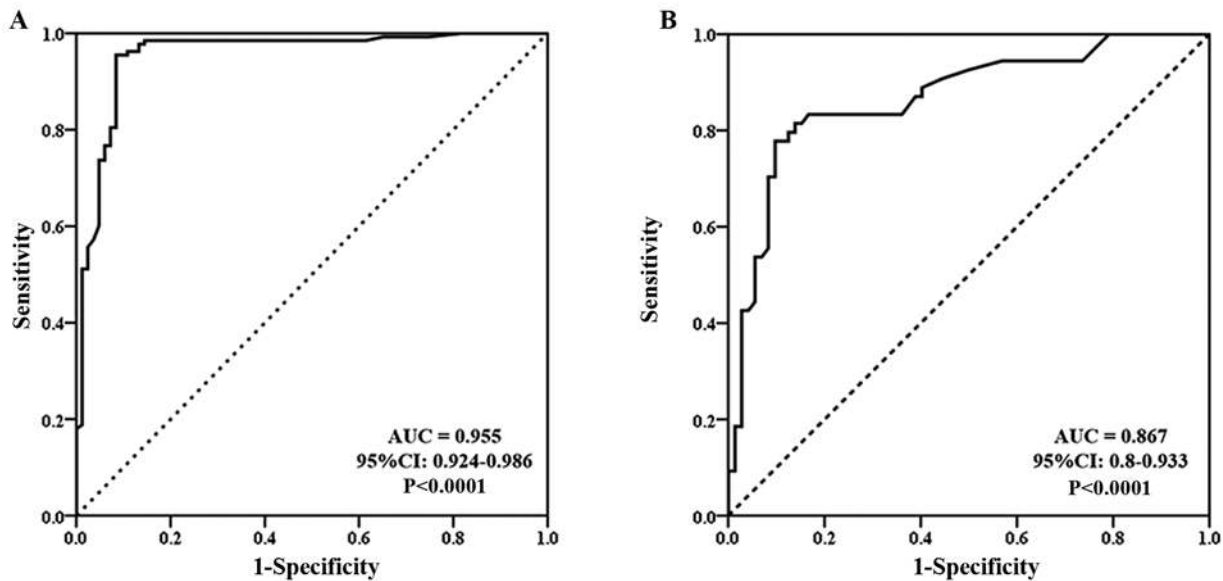 A
1.0
0.8
0.6
0.4
0.2
0.0
Sensitivity
0.0 0.2 0.4 0.6 0.8 1.0
1-Specificity
AUC = 0.955
95%CI: 0.924-0.986
P<0.0001
B
1.0
0.8
0.6
0.4
0.2
0.0
Sensitivity
0.0 0.2 0.4 0.6 0.8 1.0
1-Specificity
AUC = 0.867
95%CI: 0.8-0.933
P<0.0001